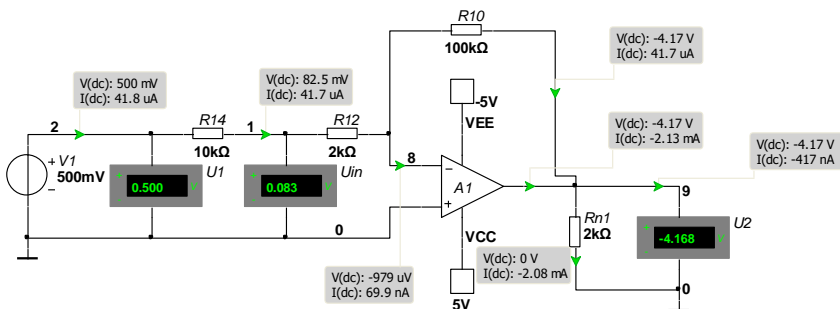 R10
100kΩ
V(dc): -4.17 V
I(dc): 41.7 uA
V(dc): 500 mV
I(dc): 41.8 uA
V(dc): 82.5 mV
I(dc): 41.7 uA
-5V
VEE
V(dc): -4.17 V
I(dc): -2.13 mA
V(dc): -4.17 V
I(dc): -417 nA
2
R14
10kΩ
1
R12
2kΩ
8
+ V1
500mV
+
0.500
V
-
U1
+
0.083
V
-
Uin
A1
-
+
9
0
VCC
5V
V(dc): -979 uV
I(dc): 69.9 nA
V(dc): 0 V
I(dc): -2.08 mA
Rn1
2kΩ
+
-4.168
V
-
U2
0